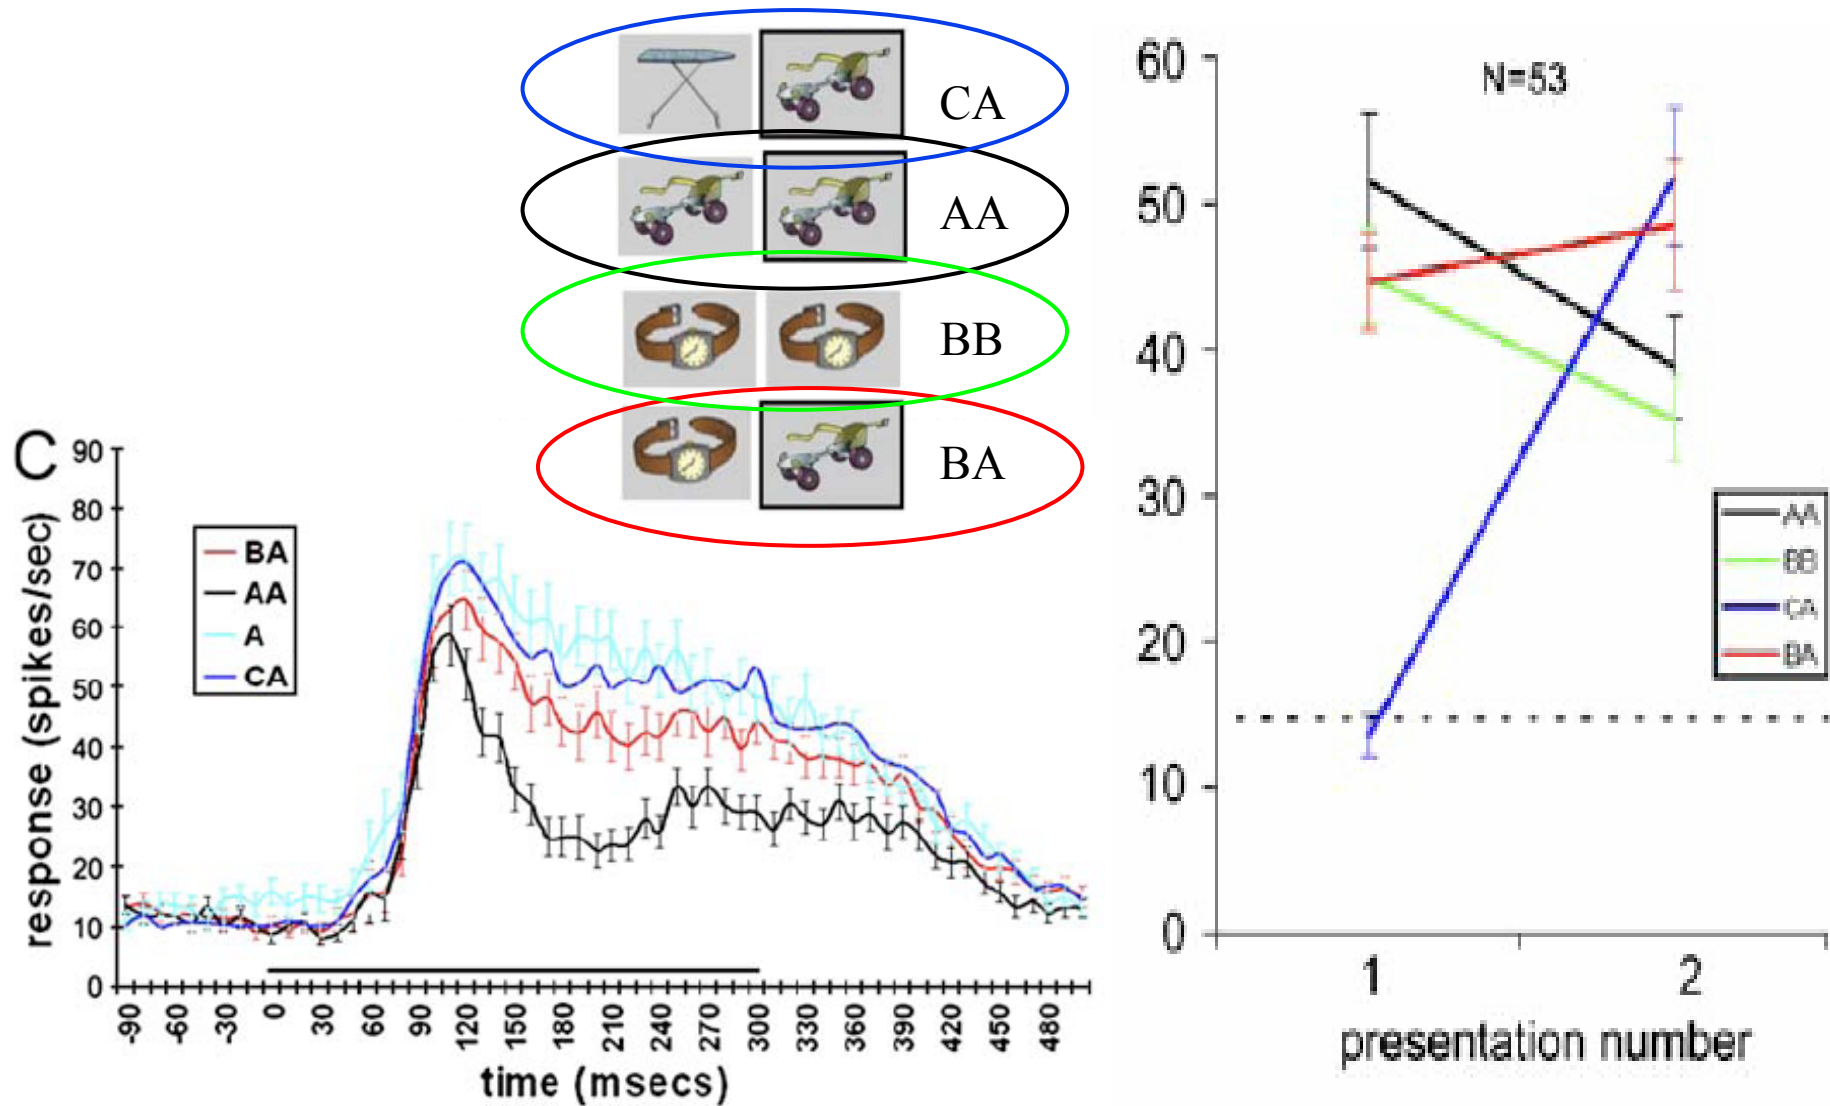 CA
AA
BB
BA
C
90
80
70
60
50
40
30
20
10
0
response (spikes/sec)
BA
AA
A
CA
-90
-60
-30
0
30
60
90
120
150
180
210
240
270
300
330
360
390
420
450
480
time (msecs)
60
50
40
30
20
10
0
N=53
AA
BB
CA
BA
1
2
presentation number